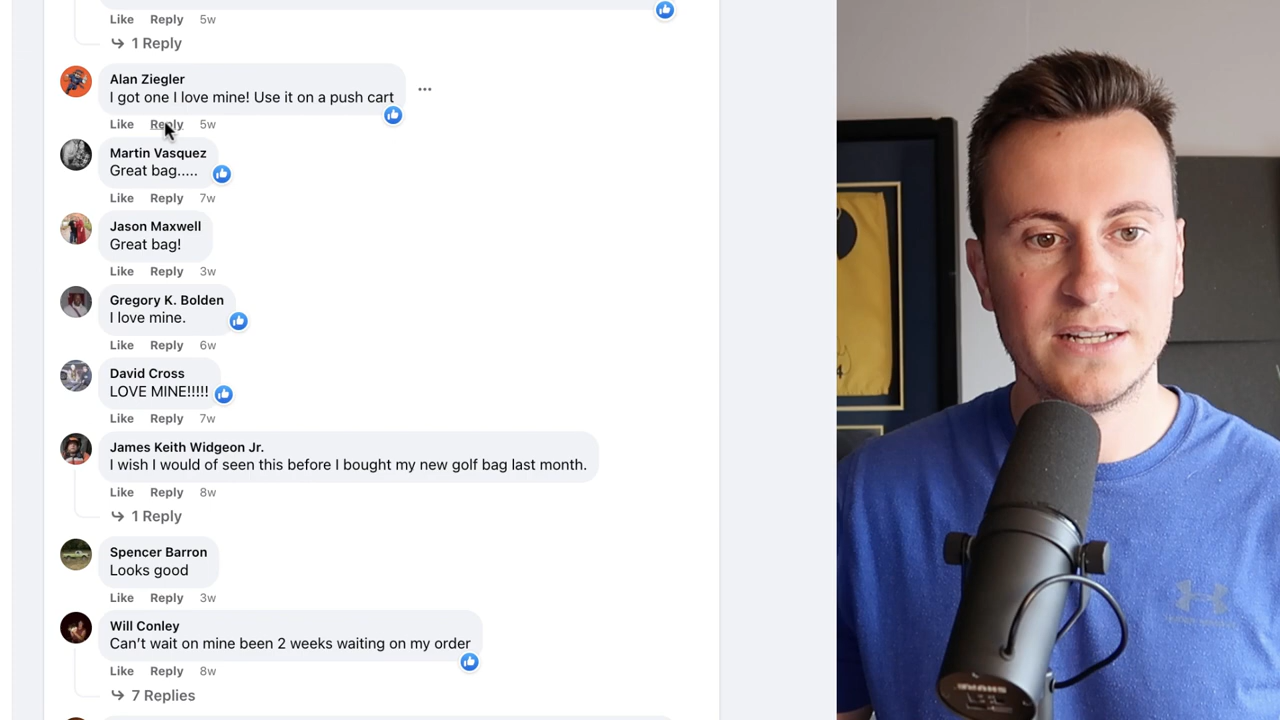 Like Reply 5w
1 Reply
Alan Ziegler
I got one I love mine! Use it on a push cart
Like Reply 5w
Martin Vasquez
Great bag.....
Like Reply 7w
Jason Maxwell
Great bag!
Like Reply 3w
Gregory K. Bolden
I love mine.
Like Reply 6w
David Cross
LOVE MINE!!!!!
Like Reply 7w
James Keith Widgeon Jr.
I wish I would of seen this before I bought my new golf bag last month.
Like Reply 8w
1 Reply
Spencer Barron
Looks good
Like Reply 3w
Will Conley
Can’t wait on mine been 2 weeks waiting on my order
Like Reply 8w
7 Replies